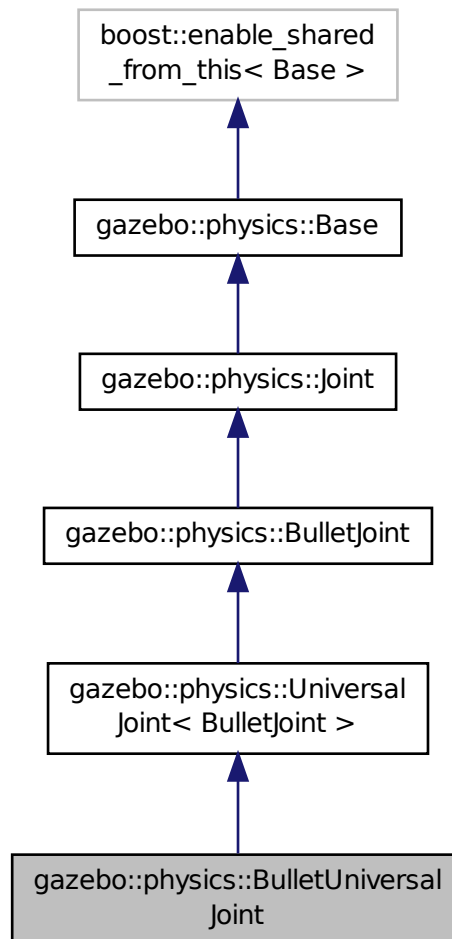 boost::enable_shared
_from_this< Base >
gazebo::physics::Base
gazebo::physics::Joint
gazebo::physics::BulletJoint
gazebo::physics::Universal
Joint< BulletJoint >
gazebo::physics::BulletUniversal
Joint